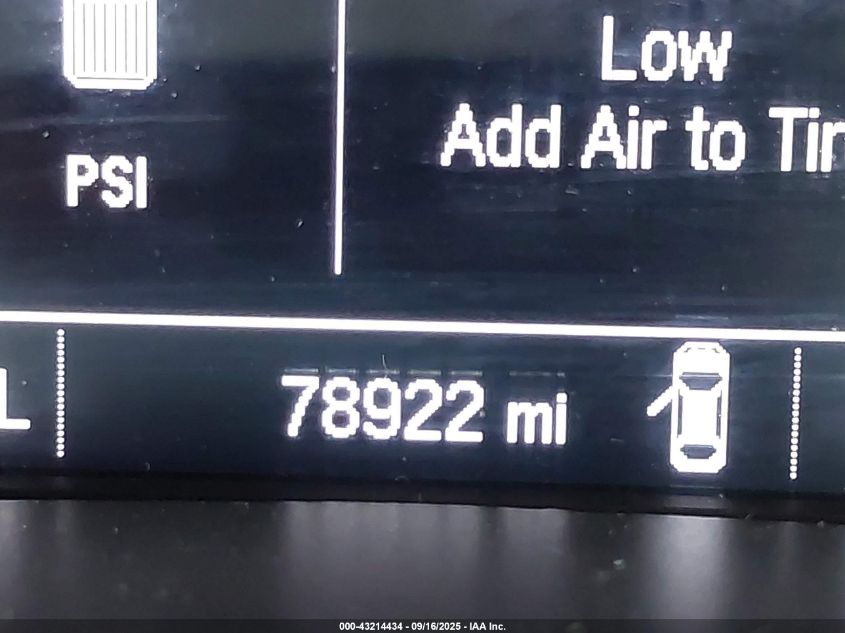 Low
Add Air to Tir
PSI
L
78922 mi
000-43214434 - 09/16/2025 - IAA Inc.